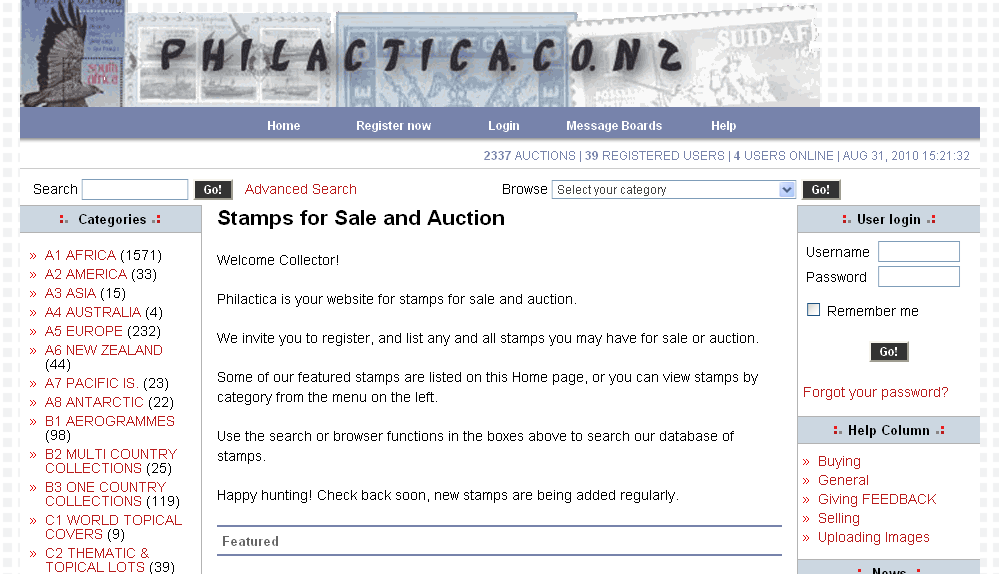 PHILACTICA.CO.NZ
SUID-AF
south africa
Home Register now Login Message Boards Help
2337 AUCTIONS | 39 REGISTERED USERS | 4 USERS ONLINE | AUG 31, 2010 15:21:32
Search Go! Advanced Search Browse Select your category Go!
Categories
» A1 AFRICA (1571)
» A2 AMERICA (33)
» A3 ASIA (15)
» A4 AUSTRALIA (4)
» A5 EUROPE (232)
» A6 NEW ZEALAND
(44)
» A7 PACIFIC IS. (23)
» A8 ANTARCTIC (22)
» B1 AEROGRAMMES
(98)
» B2 MULTI COUNTRY
COLLECTIONS (25)
» B3 ONE COUNTRY
COLLECTIONS (119)
» C1 WORLD TOPICAL
COVERS (9)
» C2 THEMATIC &
TOPICAL LOTS (39)
Stamps for Sale and Auction
Welcome Collector!
Philactica is your website for stamps for sale and auction.
We invite you to register, and list any and all stamps you may have for sale or auction.
Some of our featured stamps are listed on this Home page, or you can view stamps by
category from the menu on the left.
Use the search or browser functions in the boxes above to search our database of
stamps.
Happy hunting! Check back soon, new stamps are being added regularly.
Featured
User login
Username
Password
Remember me
Go!
Forgot your password?
Help Column
» Buying
» General
» Giving FEEDBACK
» Selling
» Uploading Images
News